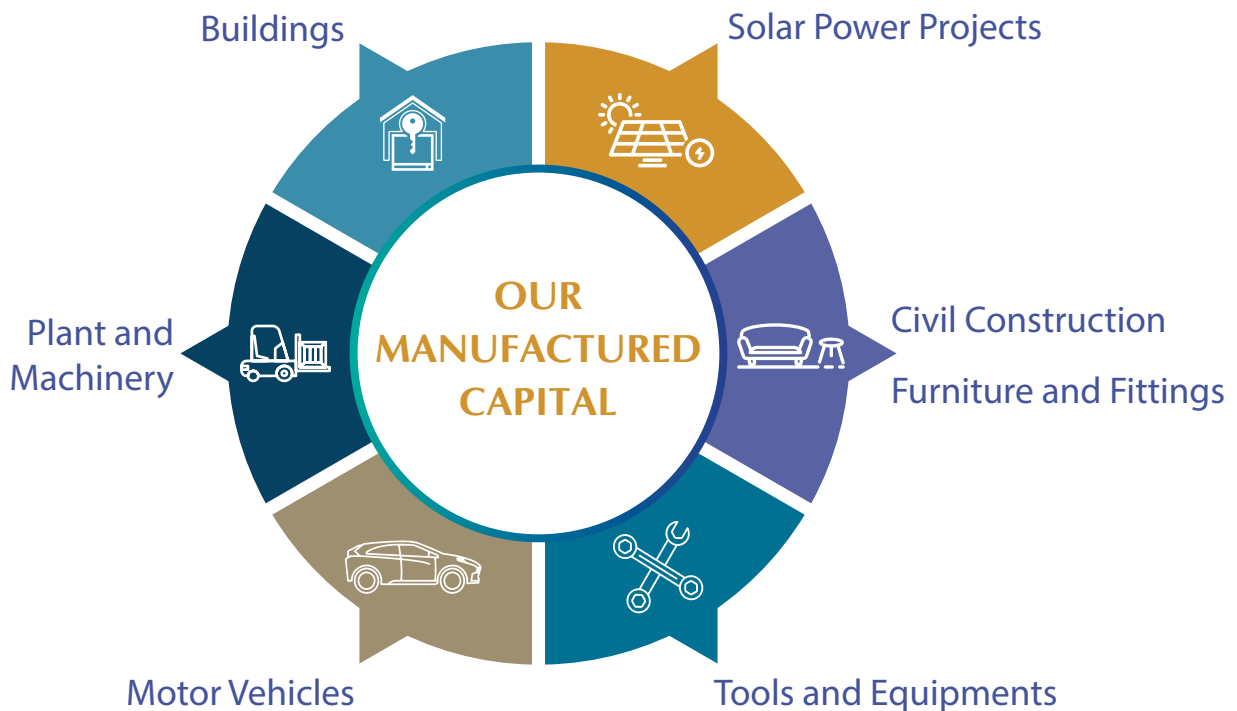 Buildings
Solar Power Projects
OUR
MANUFACTURED
CAPITAL
Plant and
Machinery
Civil Construction
Furniture and Fittings
Motor Vehicles
Tools and Equipments